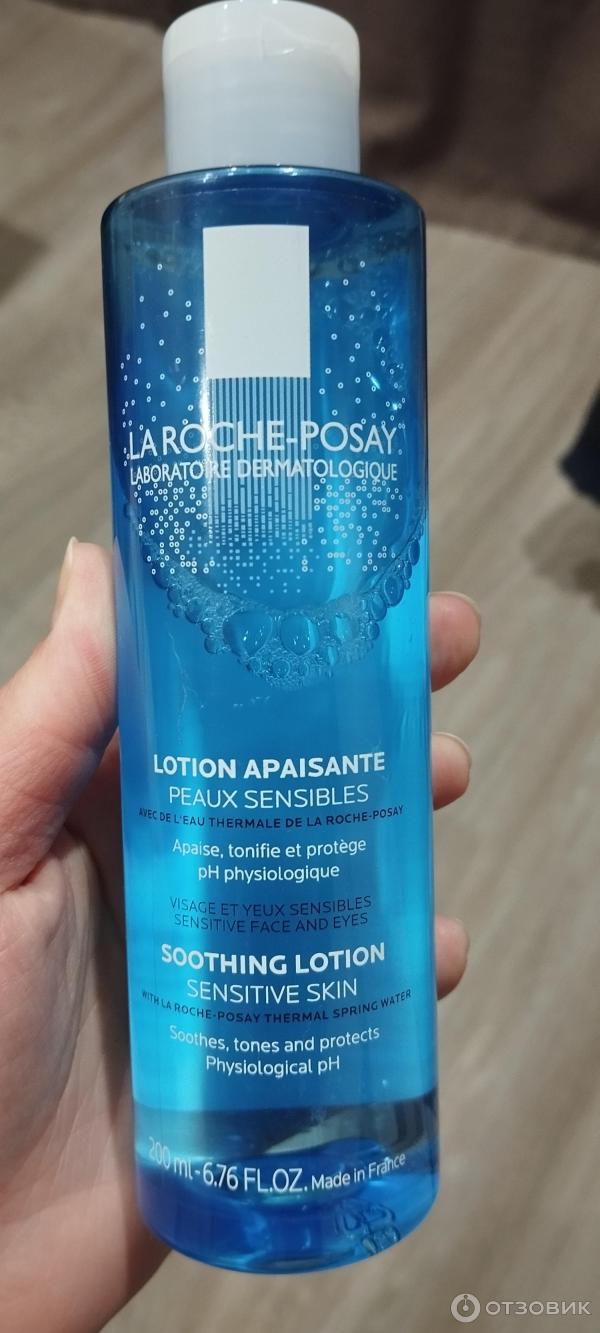 LA ROCHE-POSAY
LABORATOIRE DERMATOLOGIQUE
LOTION APAISANTE
PEAUX SENSIBLES
AVEC DE L'EAU THERMALE DE LA ROCHE-POSAY
Apaise, tonifie et protège
pH physiologique
VISAGE ET YEUX SENSIBLES
SENSITIVE FACE AND EYES
SOOTHING LOTION
SENSITIVE SKIN
WITH LA ROCHE-POSAY THERMAL SPRING WATER
Soothes, tones and protects
Physiological pH
200 ml - 6.76 FL.OZ. Made in France
ОТЗОВИК